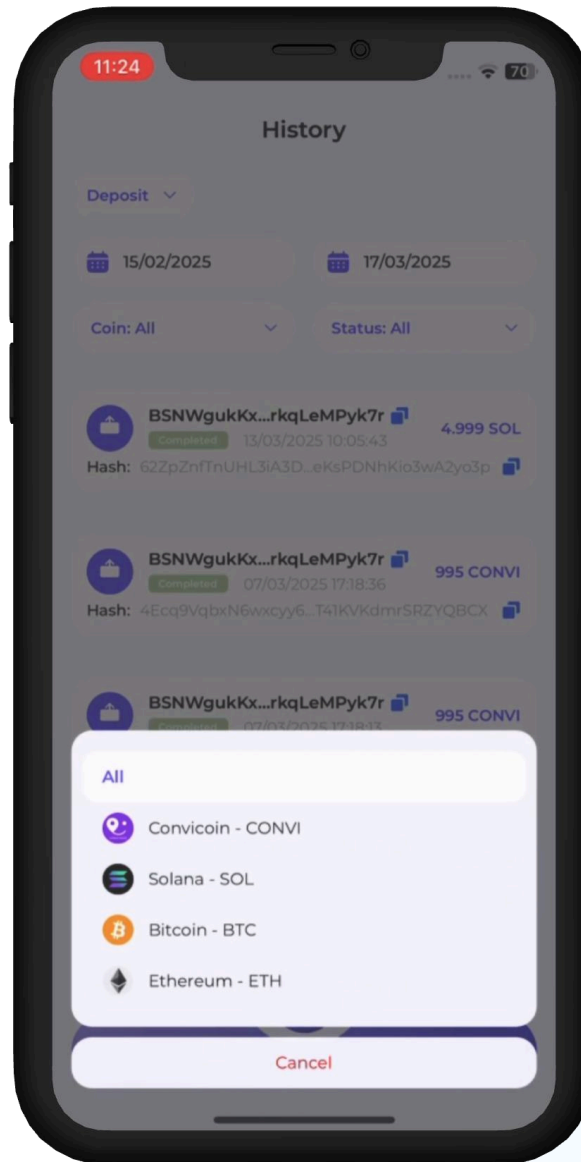 11:24 70
History
Deposit
15/02/2025 17/03/2025
Coin: All Status: All
BSNWgukKx...rkqLeMPyk7r
4.999 SOL
Completed 13/03/2025 10:05:43
Hash: 62ZpZnfTnUHL3iA3D...eKsPDNhKio3wA2yo3p
BSNWgukKx...rkqLeMPyk7r
995 CONVI
Completed 07/03/2025 17:18:36
Hash: 4Ecq9VqbxN6wxcyy6...T41KVKdmrSRZYQBCX
BSNWgukKx...rkqLeMPyk7r
995 CONVI
Completed 07/03/2025 17:18:13
All
Convicoin - CONVI
Solana - SOL
Bitcoin - BTC
Ethereum - ETH
Cancel